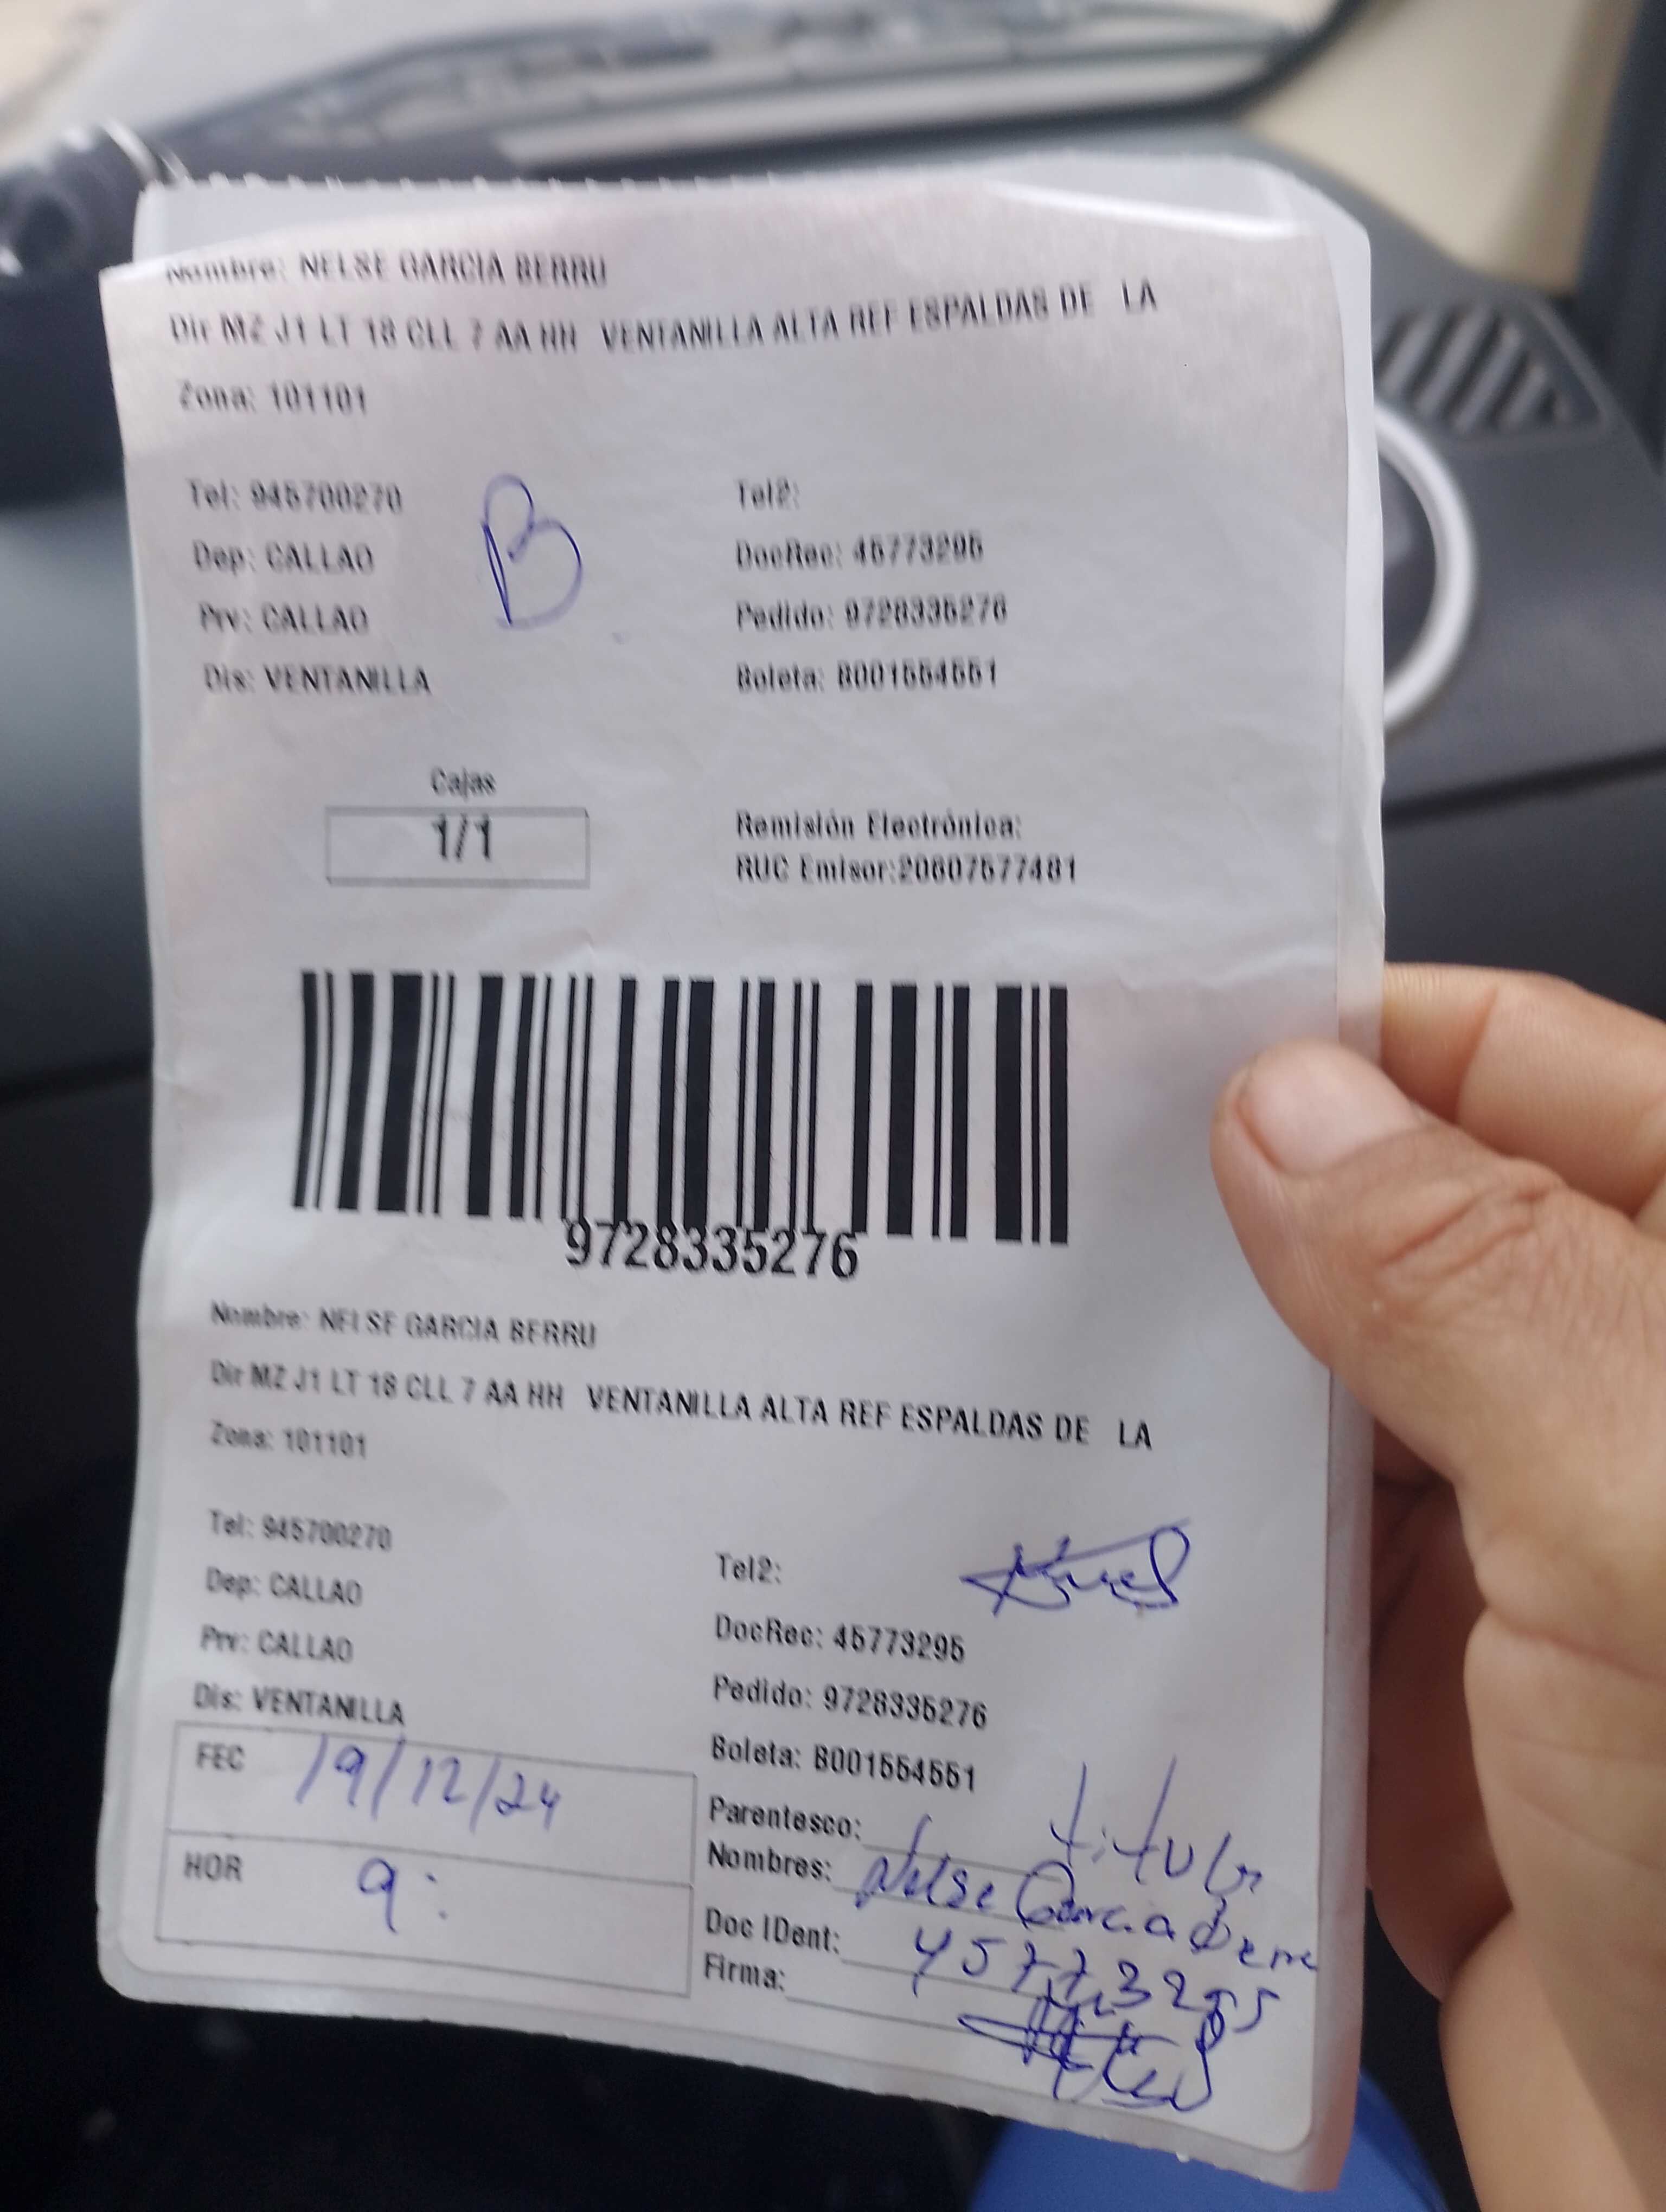 Nombre: NELSE GARCIA BERRU
Dir MZ J1 LT 18 CLL 7 AA HH VENTANILLA ALTA REF ESPALDAS DE LA
Zona: 101101
Tel: 945700270
Tel2:
B
Dep: CALLAO
DocRec: 45773295
Prv: CALLAO
Pedido: 9728335276
Dis: VENTANILLA
Boleta: B001554551
Cajas
1/1
Remisión Electrónica:
RUC Emisor:20607577481
9728335276
Nombre: NELSE GARCIA BERRU
Dir MZ J1 LT 18 CLL 7 AA HH VENTANILLA ALTA REF ESPALDAS DE LA
Zona: 101101
Tel: 945700270
Tel2:
Dep: CALLAO
DocRec: 45773295
Prv: CALLAO
Pedido: 9728335276
Dis: VENTANILLA
Boleta: B001554551
FEC 19/12/24
Parentesco: titular
Nombres: Nelse Garcia Berru
HOR 9:
Doc IDent: 45773295
Firma: